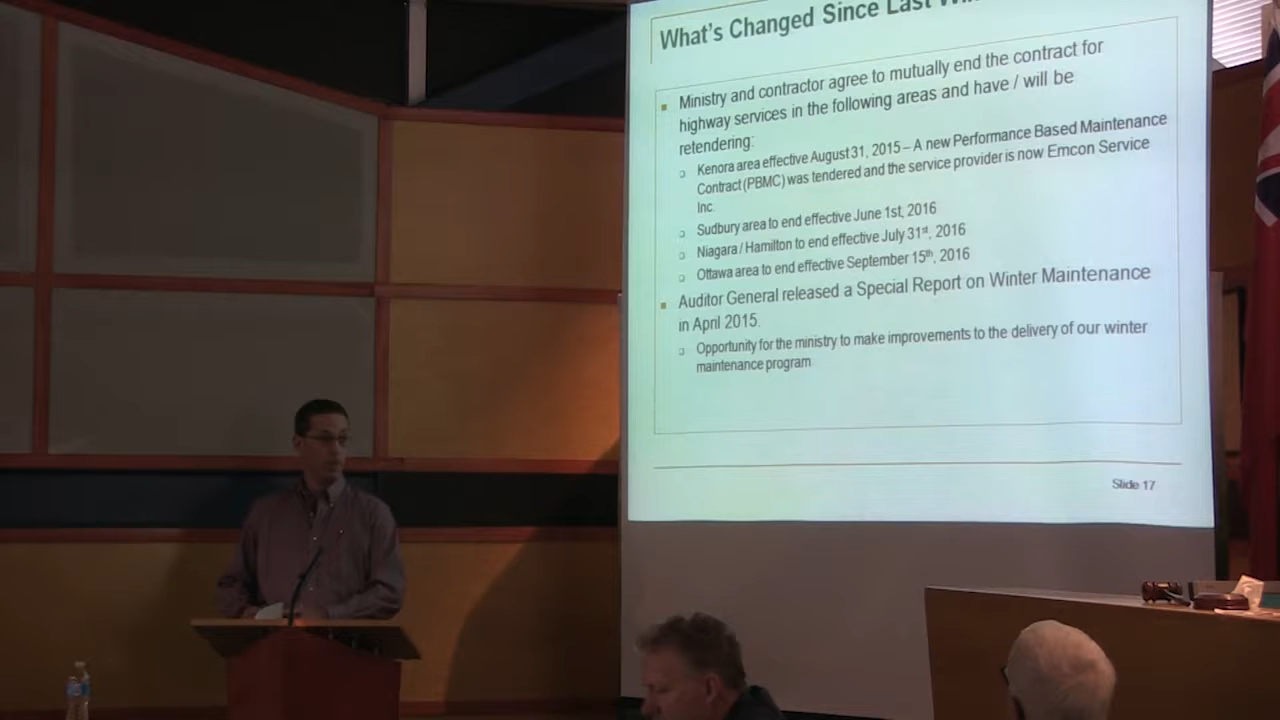 What's Changed Since Last
Ministry and contractor agree to mutually end the contract for
highway services in the following areas and have / will be
retendering:
Kenora area effective August 31, 2015 – A new Performance Based Maintenance
Contract (PBMC) was tendered and the service provider is now Emcon Service
Inc.
Sudbury area to end effective June 1st, 2016
Niagara / Hamilton to end effective July 31st, 2016
Ottawa area to end effective September 15th, 2016
Auditor General released a Special Report on Winter Maintenance
in April 2015.
Opportunity for the ministry to make improvements to the delivery of our winter
maintenance program
Slide 17